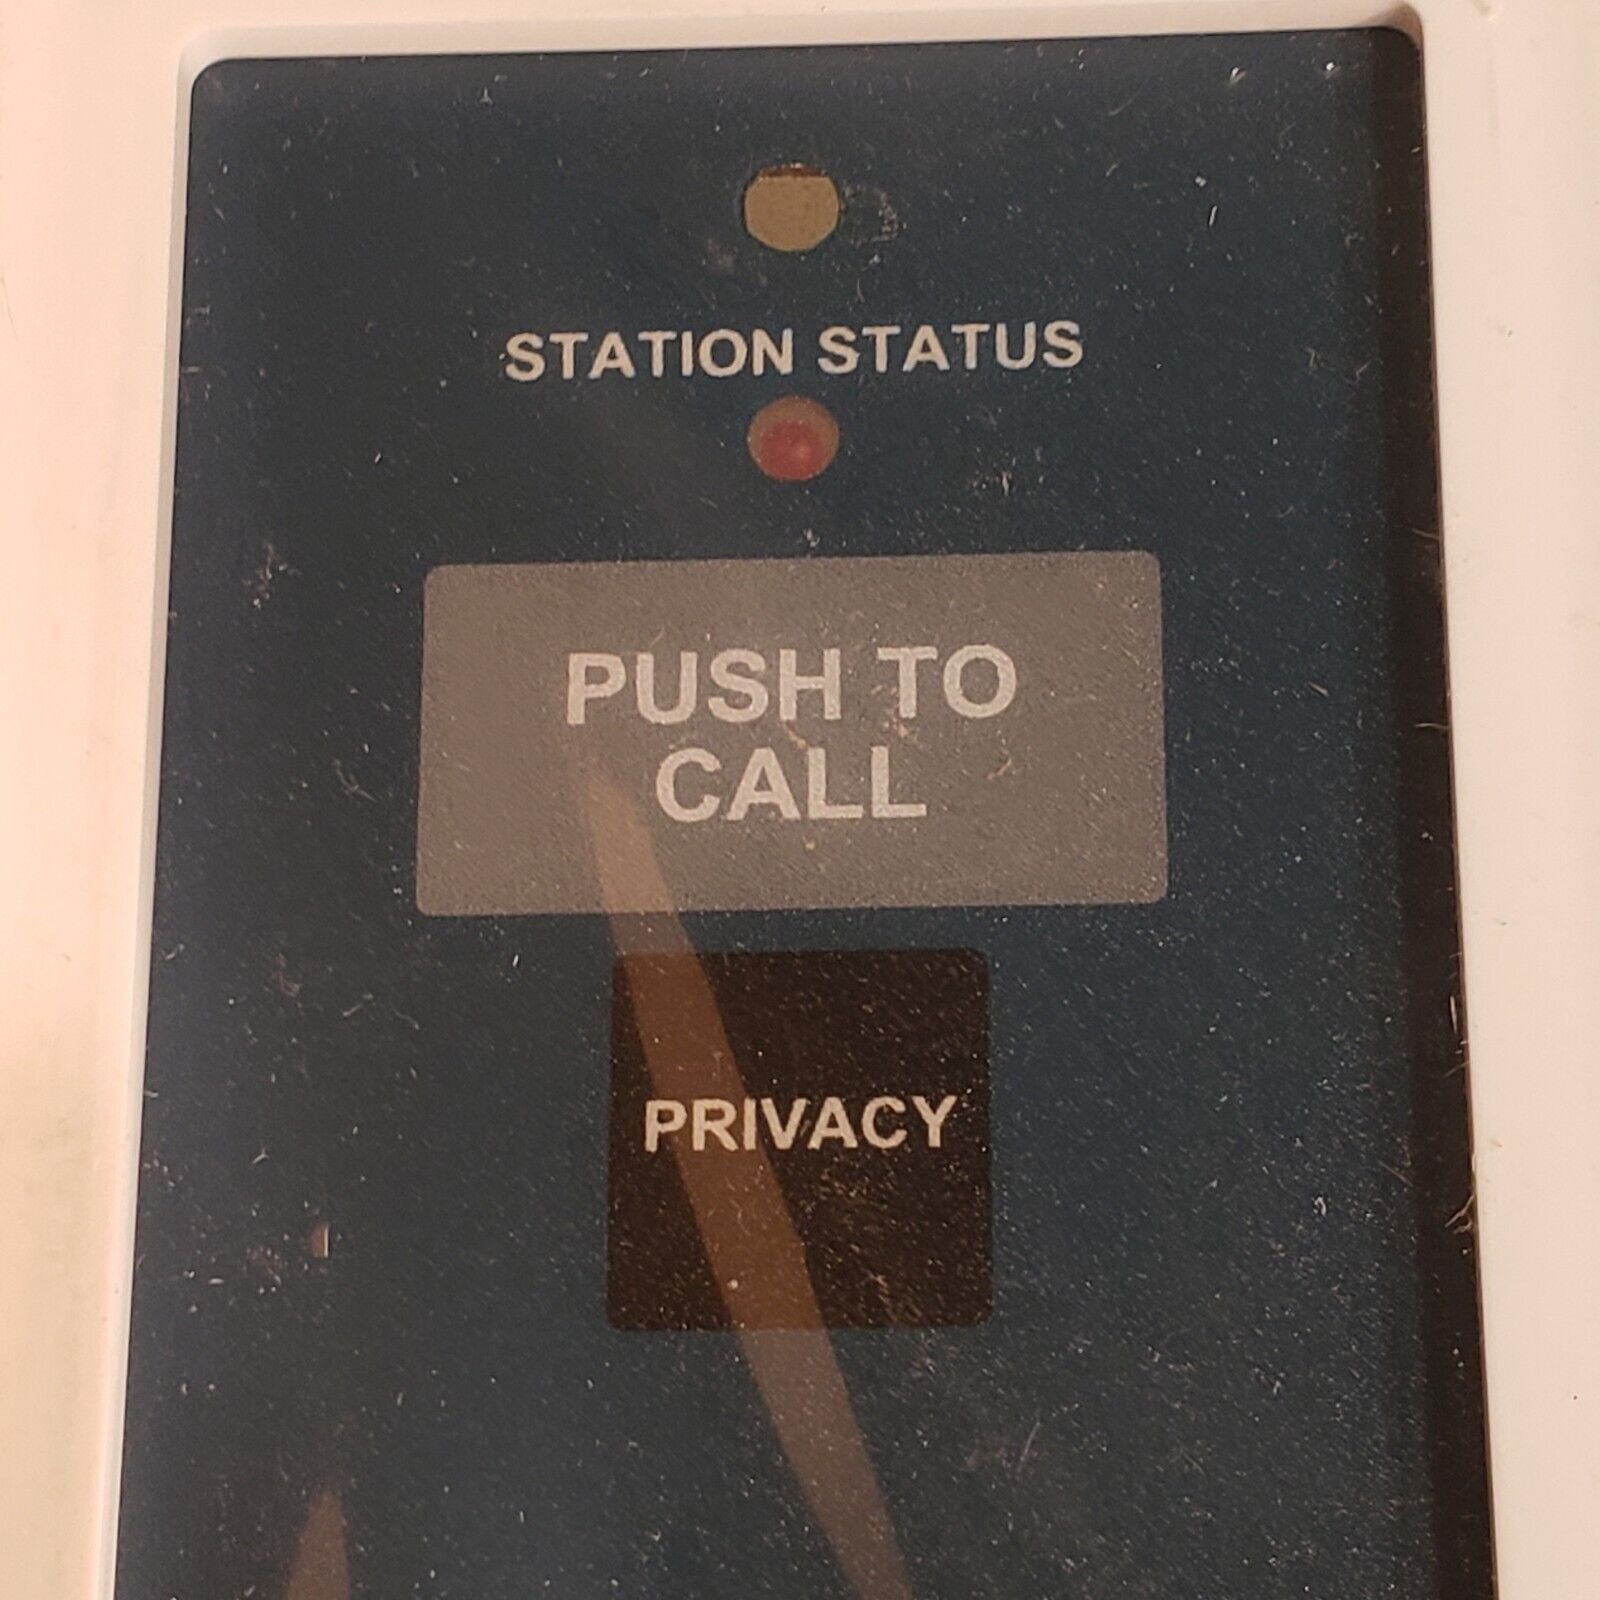 STATION STATUS
PUSH TO
CALL
PRIVACY